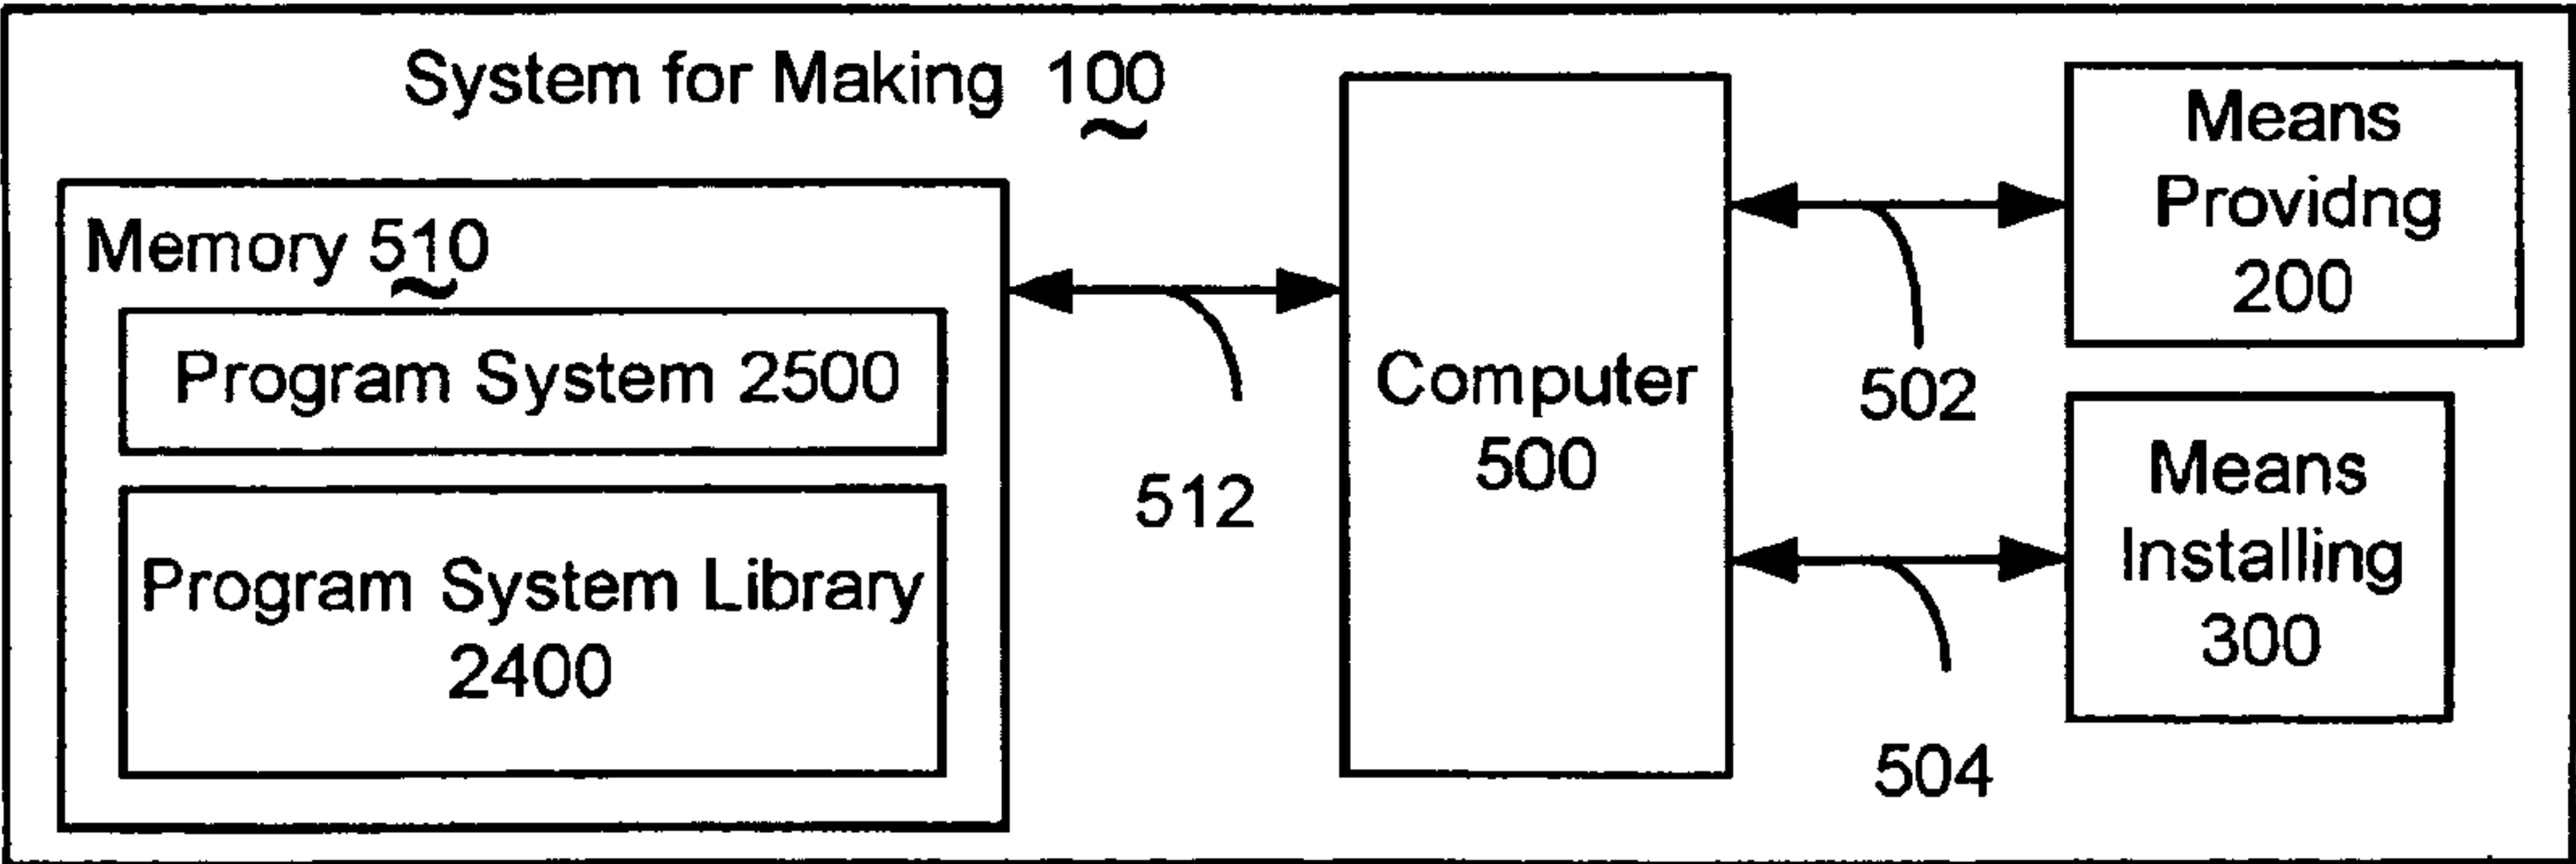 System for Making 100
Memory 510
Program System 2500
Program System Library
2400
512
Computer
500
502
504
Means
Providng
200
Means
Installing
300